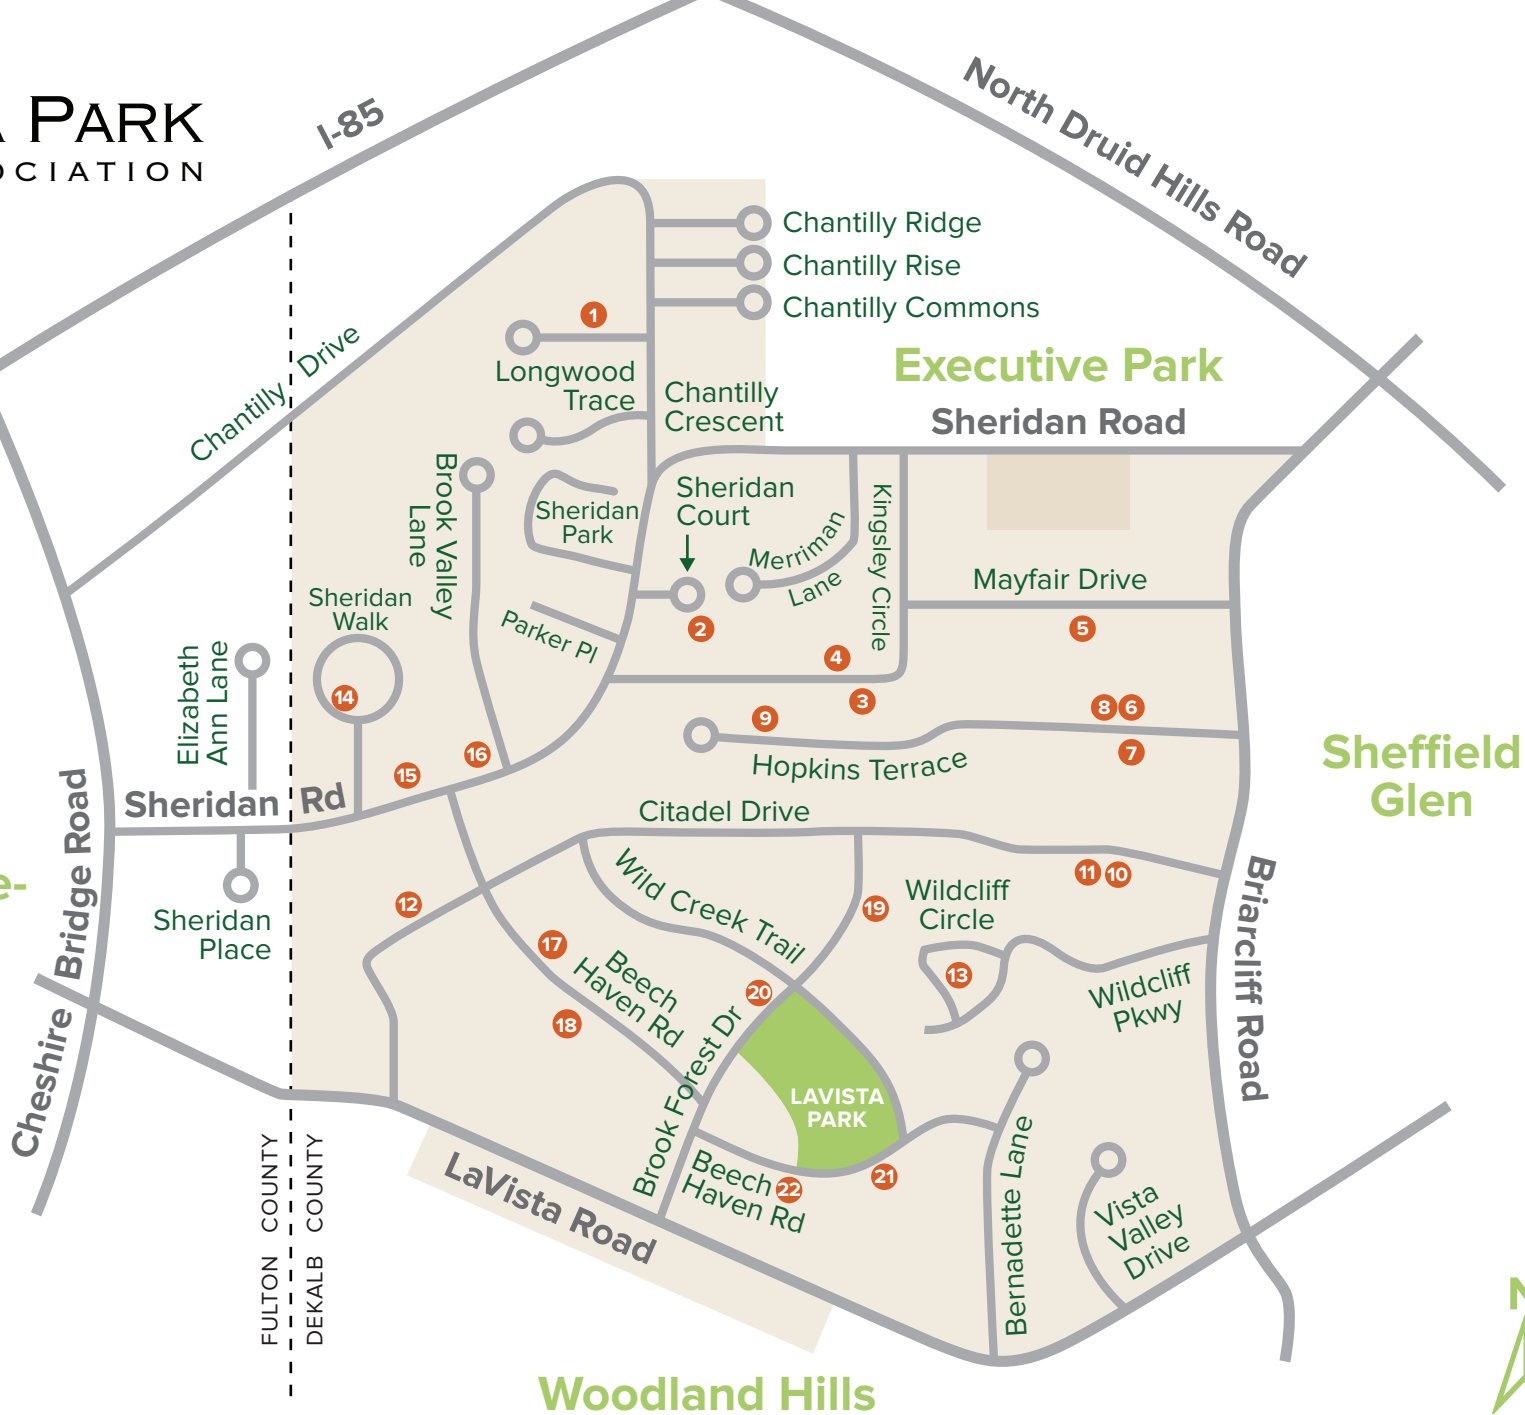 PARK
OCIATION
I-85
North Druid Hills Road
Chantilly Ridge
Chantilly Rise
Chantilly Commons
Chantilly Drive
1
Longwood
Trace
Chantilly
Crescent
Executive Park
Sheridan Road
Brook Valley
Lane
Sheridan
Park
Sheridan
Court
Merriman
Lane
Kingsley Circle
Mayfair Drive
Sheridan
Walk
Parker Pl
2
5
4
Elizabeth
Ann Lane
14
3
9
8
6
16
15
7
Hopkins Terrace
Sheffield
Glen
Sheridan Rd
Citadel Drive
Cheshire Bridge Road
e-
Wild Creek Trail
11
10
Briarcliff Road
12
19
Wildcliff
Circle
Sheridan
Place
17
Beech
Haven Rd
13
20
18
Wildcliff
Pkwy
Brook Forest Dr
LAVISTA
PARK
FULTON COUNTY
DEKALB COUNTY
LaVista Road
Beech
Haven Rd
22
21
Bernadette Lane
Vista
Valley
Drive
Woodland Hills
N